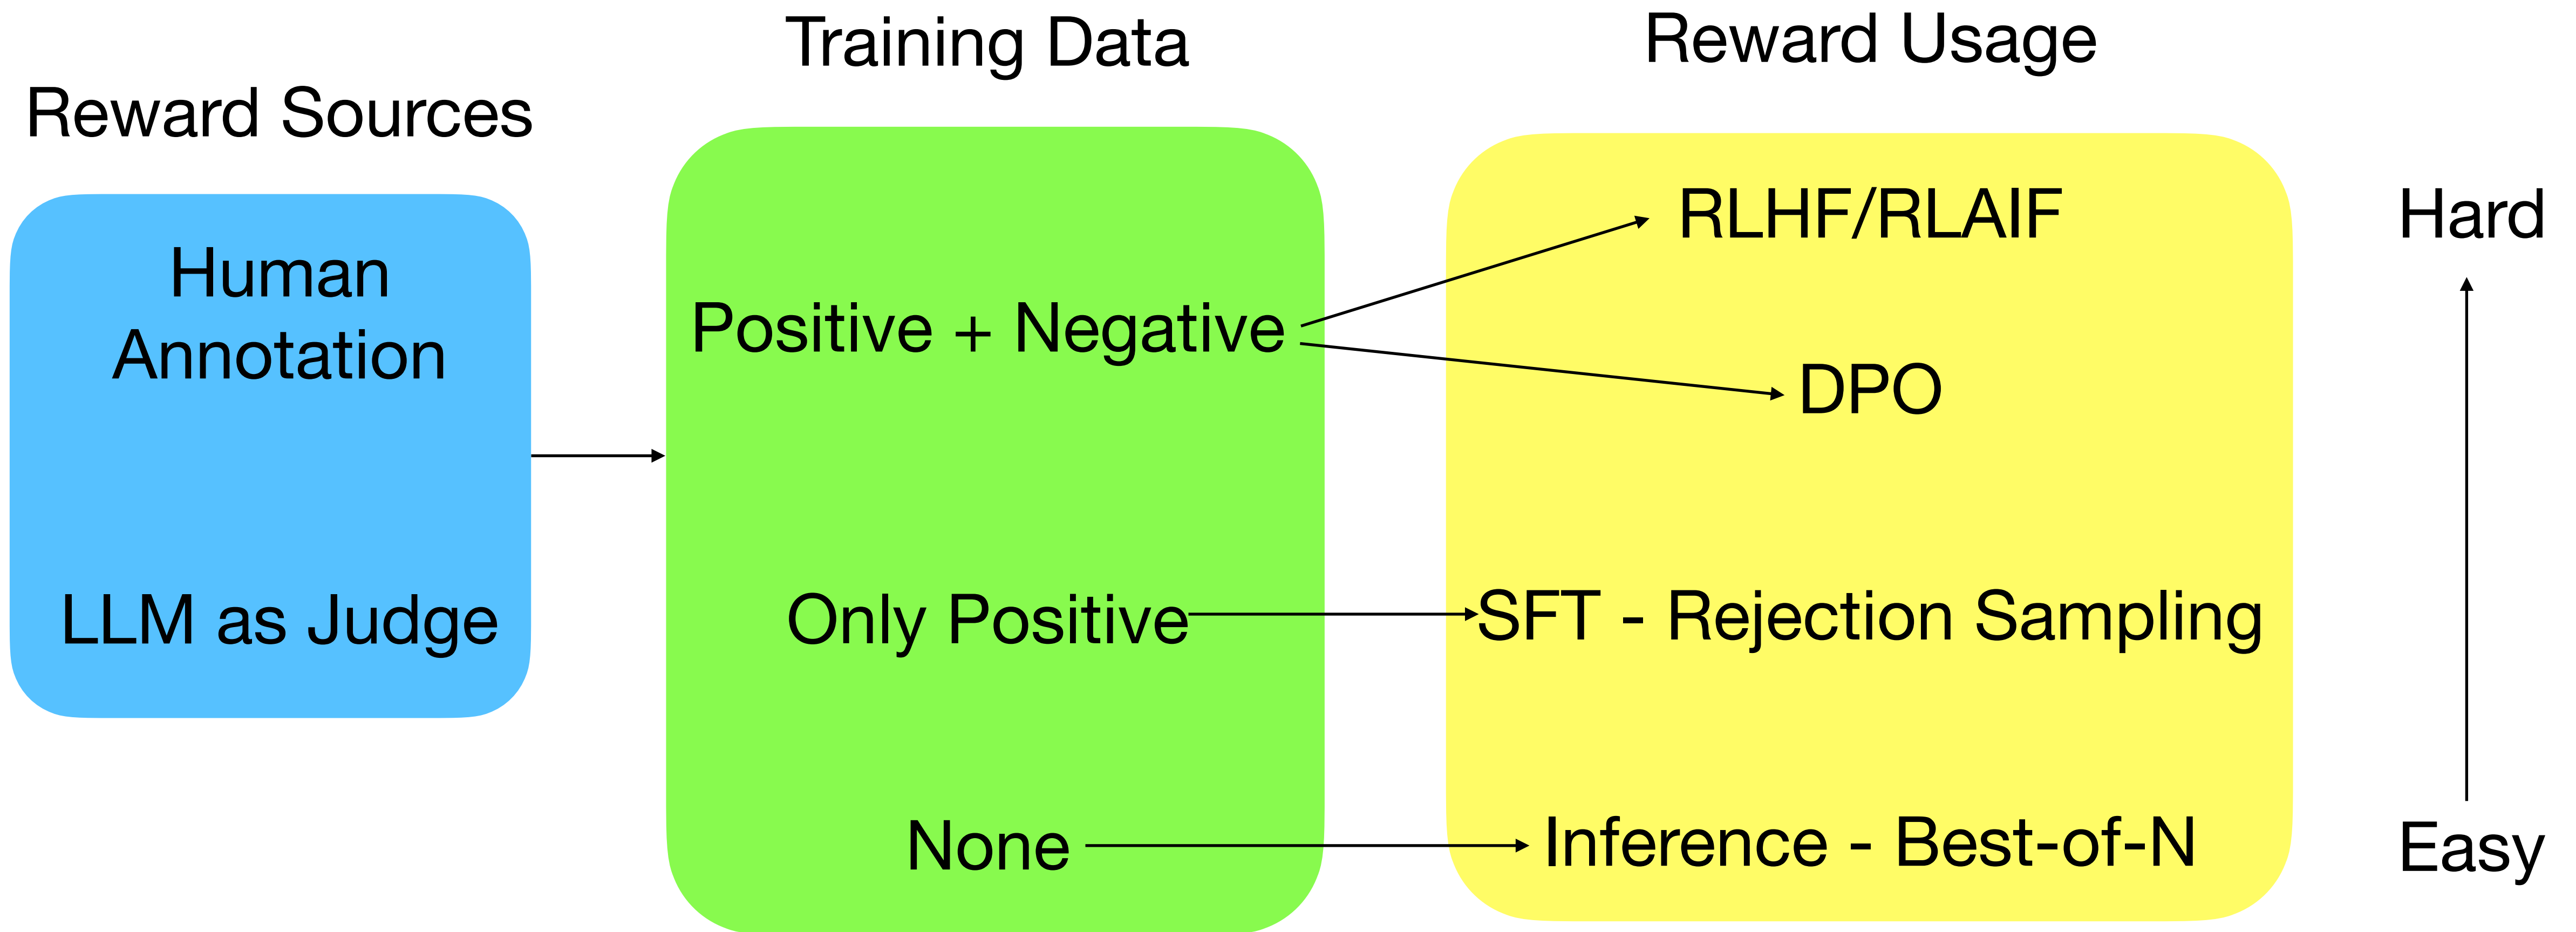 Reward Sources
Human
Annotation
LLM as Judge
Training Data
Positive + Negative
Only Positive
None
Reward Usage
RLHF/RLAIF
DPO
SFT - Rejection Sampling
Inference - Best-of-N
Hard
Easy